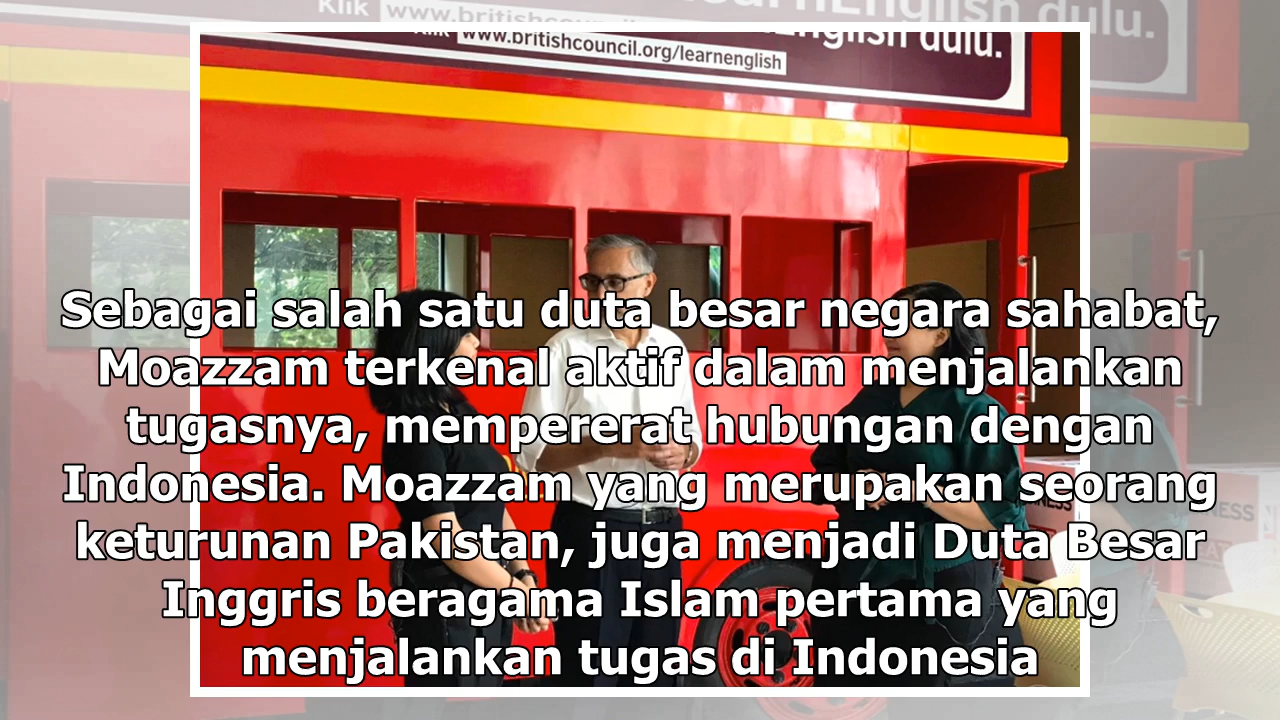 Klik www.britishcouncil.org/learnenglish
English dulu.
Sebagai salah satu duta besar negara sahabat,
Moazzam terkenal aktif dalam menjalankan
tugasnya, mempererat hubungan dengan
Indonesia. Moazzam yang merupakan seorang
keturunan Pakistan, juga menjadi Duta Besar
Inggris beragama Islam pertama yang
menjalankan tugas di Indonesia